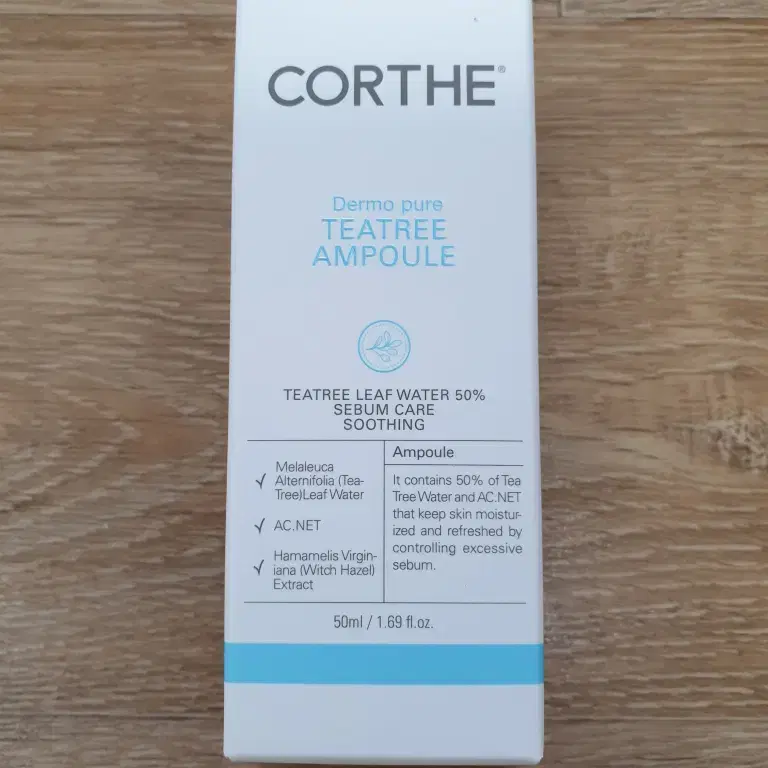 CORTHE®
Dermo pure
TEATREE
AMPOULE
TEATREE LEAF WATER 50%
SEBUM CARE
SOOTHING
Melaleuca
Alternifolia (Tea-
Tree)Leaf Water
AC.NET
Hamamelis Virgin-
iana (Witch Hazel)
Extract
Ampoule
It contains 50% of Tea
Tree Water and AC.NET
that keep skin moistur-
ized and refreshed by
controlling excessive
sebum.
50ml / 1.69 fl.oz.